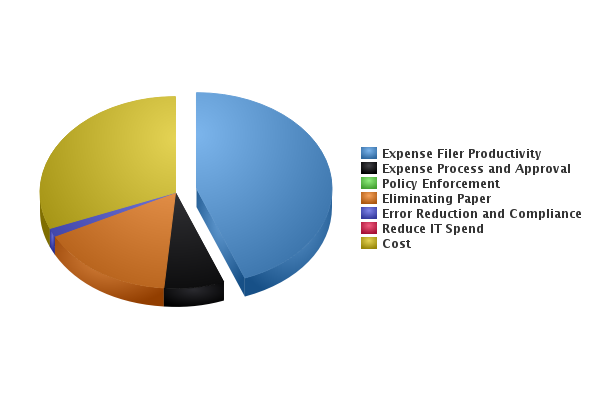 Expense Filer Productivity
Expense Process and Approval
Policy Enforcement
Eliminating Paper
Error Reduction and Compliance
Reduce IT Spend
Cost